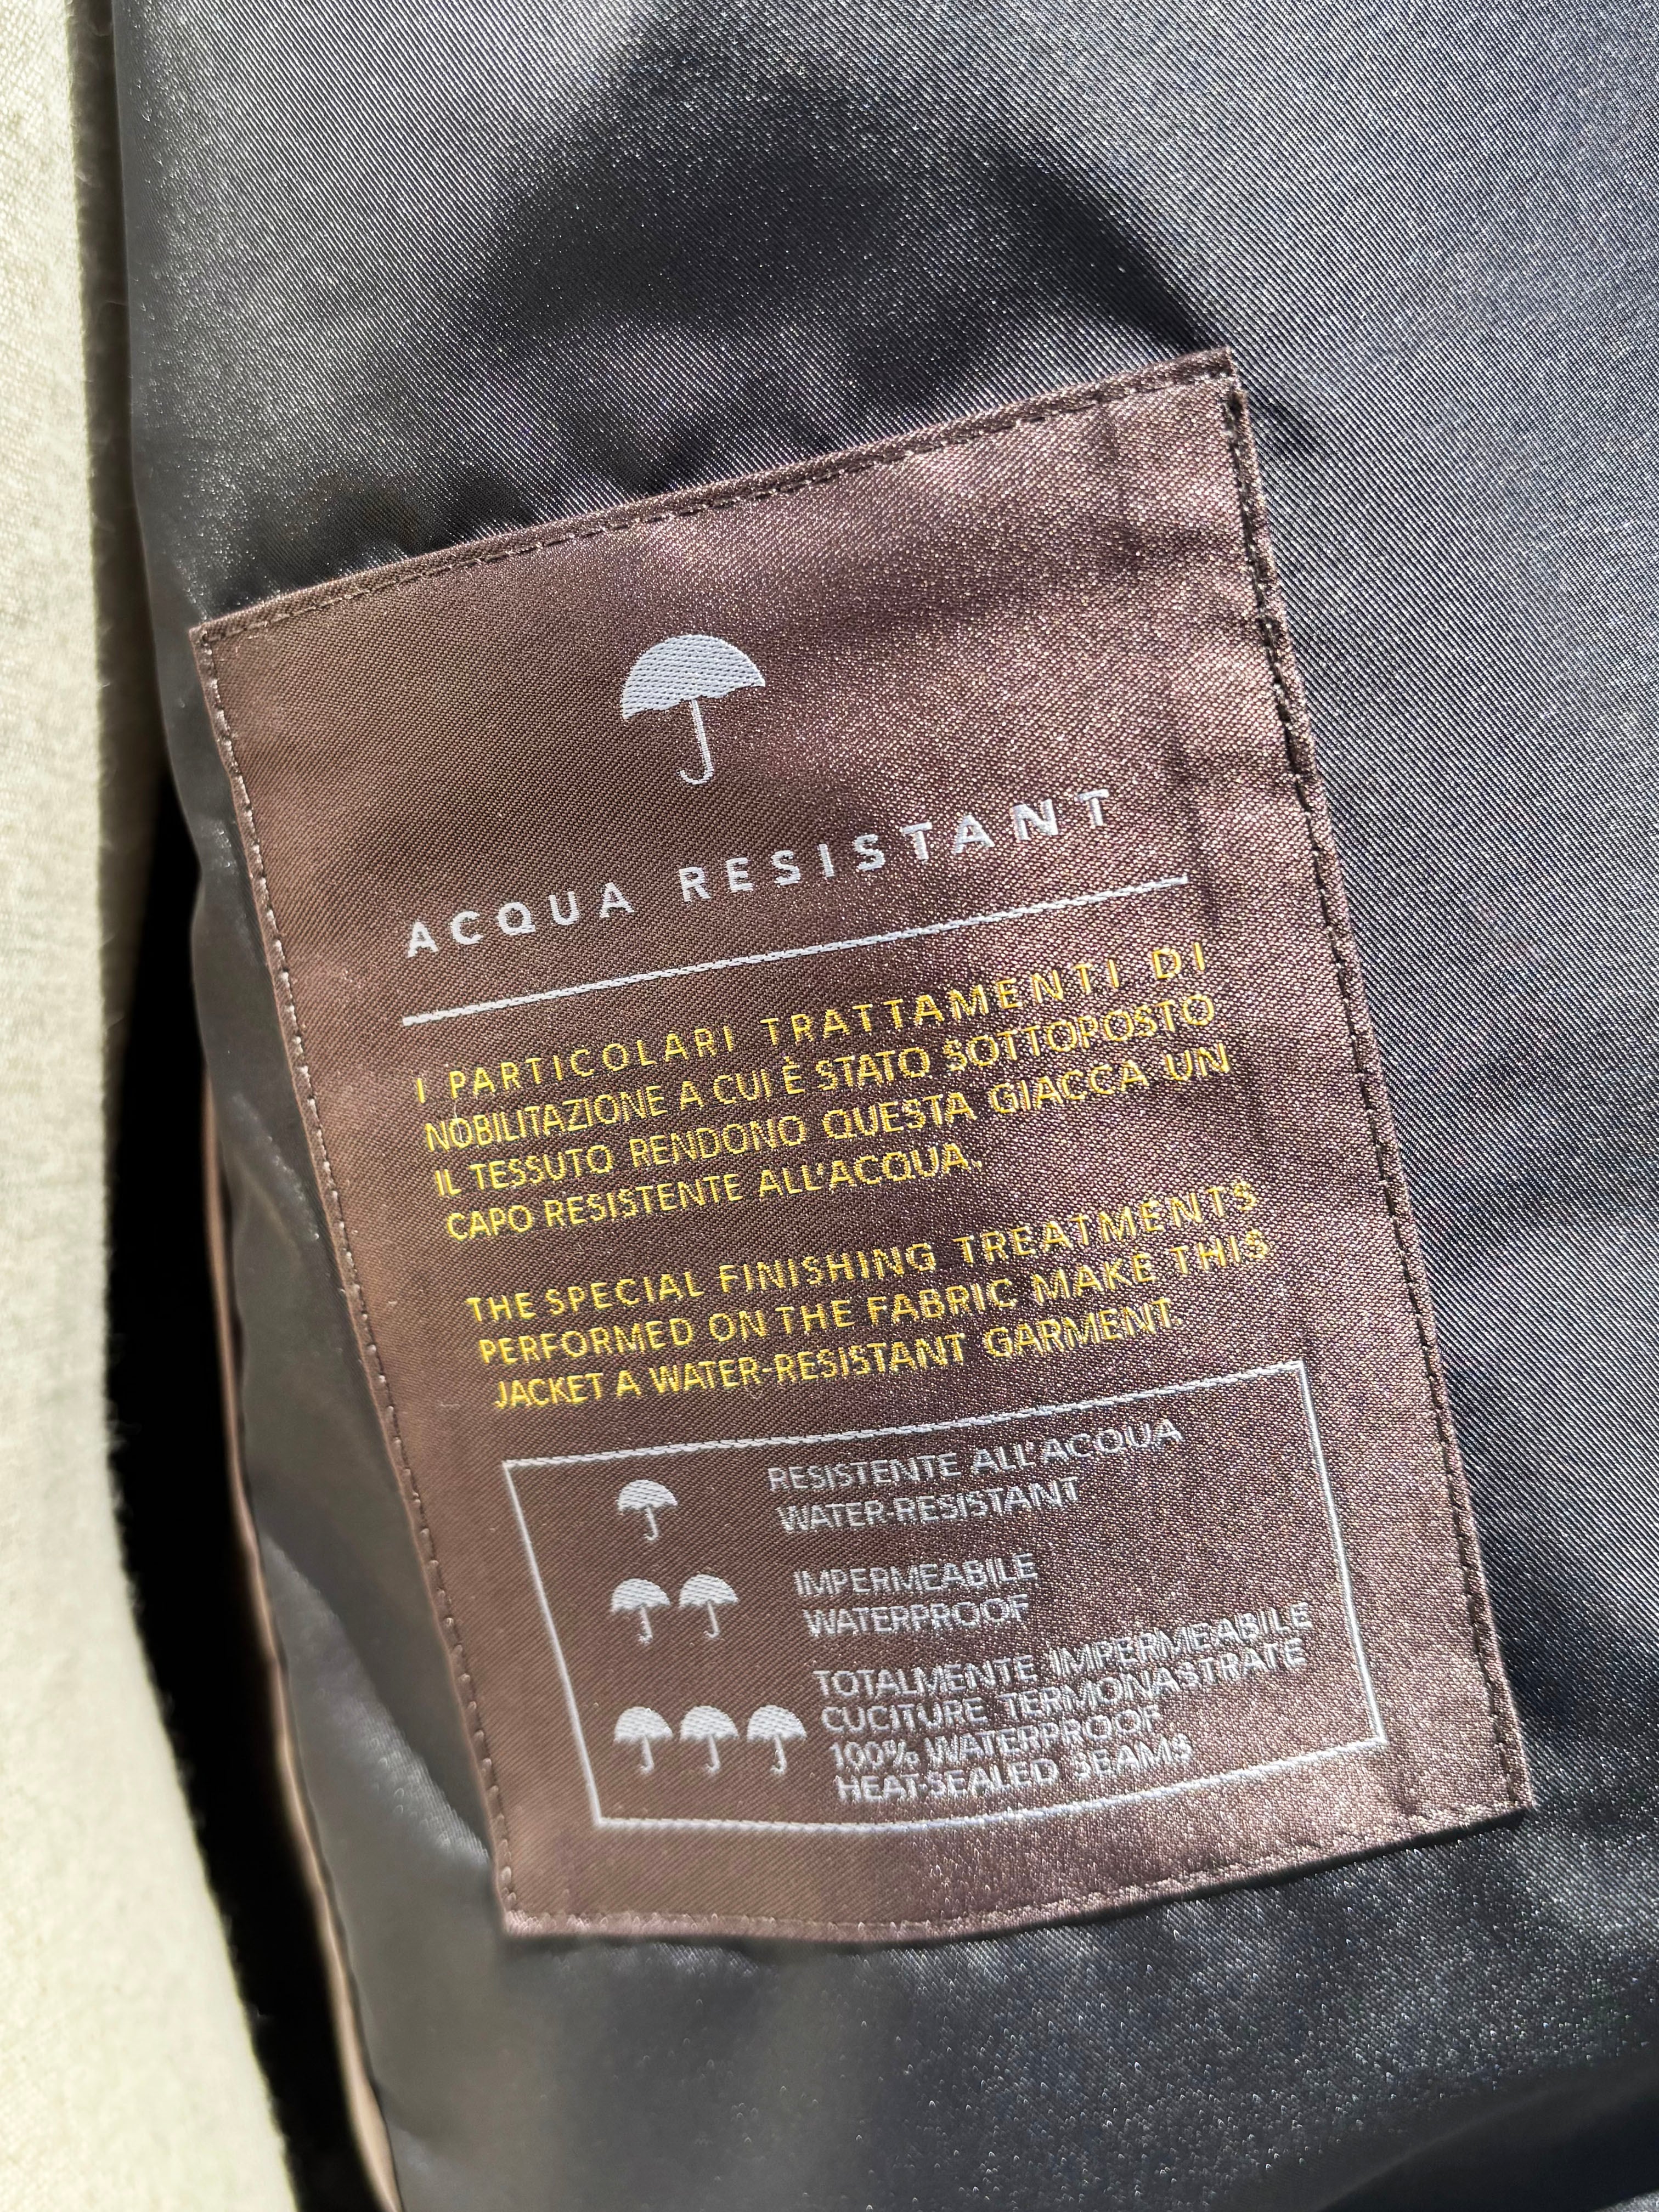 ACQUA RESISTANT
I PARTICOLARI TRATTAMENTI DI
NOBILITAZIONE A CUI È STATO SOTTOPOSTO
IL TESSUTO RENDONO QUESTA GIACCA UN
CAPO RESISTENTE ALL'ACQUA.
THE SPECIAL FINISHING TREATMENTS
PERFORMED ON THE FABRIC MAKE THIS
JACKET A WATER-RESISTANT GARMENT.
RESISTENTE ALL'ACQUA
WATER-RESISTANT
IMPERMEABILE
WATERPROOF
TOTALMENTE IMPERMEABILE
CUCITURE TERMONASTRATE
100% WATERPROOF
HEAT-SEALED SEAMS